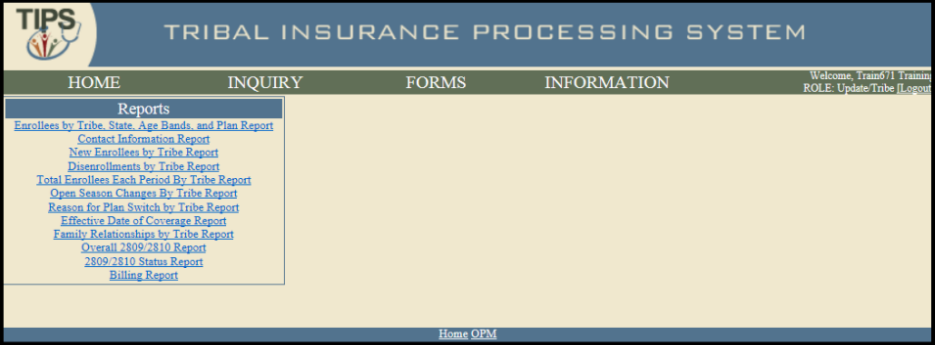 TIPS
TRIBAL INSURANCE PROCESSING SYSTEM
HOME INQUIRY FORMS INFORMATION
Welcome, Train671 Training
ROLE: Update/Tribe [Logout
Reports
Enrollees by Tribe, State, Age Bands, and Plan Report
Contact Information Report
New Enrollees by Tribe Report
Disenrollments by Tribe Report
Total Enrollees Each Period By Tribe Report
Open Season Changes By Tribe Report
Reason for Plan Switch by Tribe Report
Effective Date of Coverage Report
Family Relationships by Tribe Report
Overall 2809/2810 Report
2809/2810 Status Report
Billing Report
Home OPM